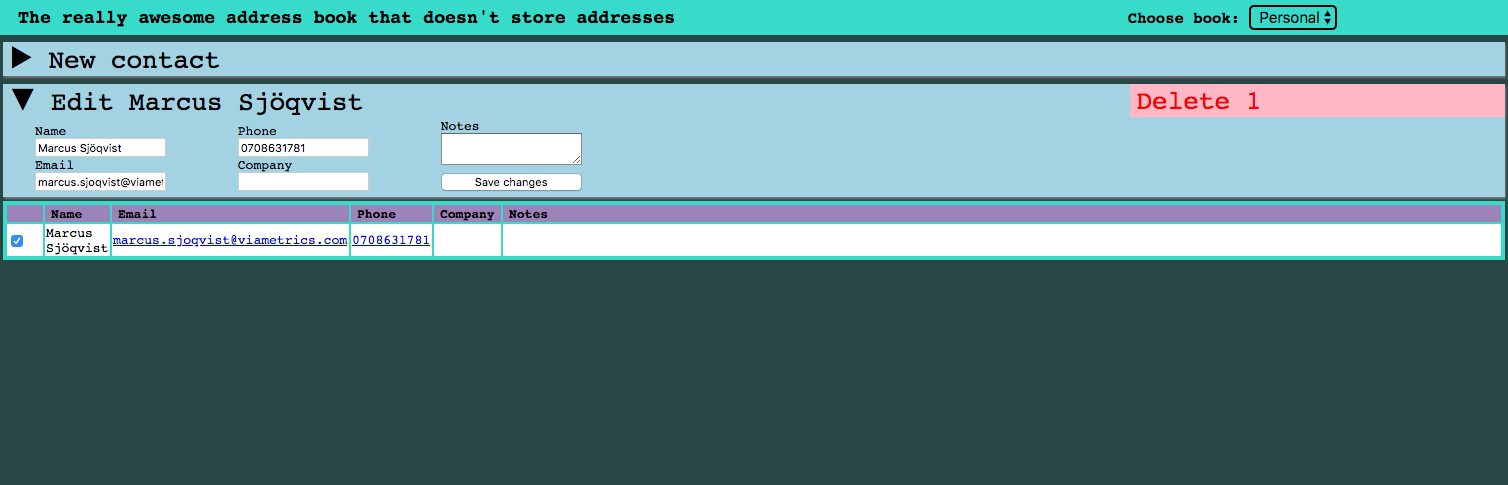 The really awesome address book that doesn't store addresses
Choose book: Personal
▶ New contact
▼ Edit Marcus Sjöqvist
Delete 1
Name
Phone
Notes
Marcus Sjöqvist
0708631781
Email
Company
marcus.sjoqvist@viamet
Save changes
Name Email Phone Company Notes
Marcus
Sjöqvist
marcus.sjoqvist@viametrics.com 0708631781